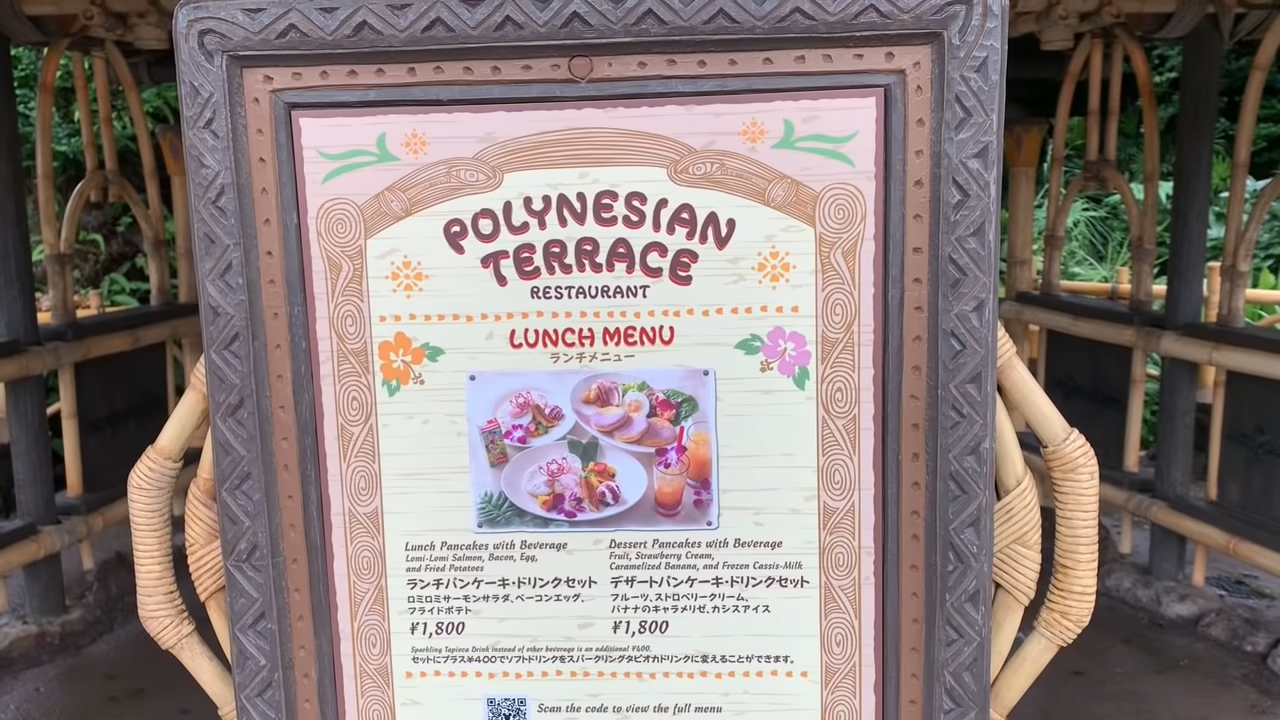 POLYNESIAN
TERRACE
RESTAURANT
LUNCH MENU
ランチメニュー
Lunch Pancakes with Beverage
Lomi-Lomi Salmon, Bacon, Egg,
and Fried Potatoes
ランチパンケーキ・ドリンクセット
ロミロミサーモンサラダ、ベーコンエッグ、
フライドポテト
¥1,800
Dessert Pancakes with Beverage
Fruit, Strawberry Cream,
Caramelized Banana, and Frozen Cassis-Milk
デザートパンケーキ・ドリンクセット
フルーツ、ストロベリークリーム、
バナナのキャラメリゼ、カシスアイス
¥1,800
Sparkling Tapioca Drink instead of other beverage is an additional ¥400.
セットにプラス¥400でソフトドリンクをスパークリングタピオカドリンクに変えることができます。
Scan the code to view the full menu